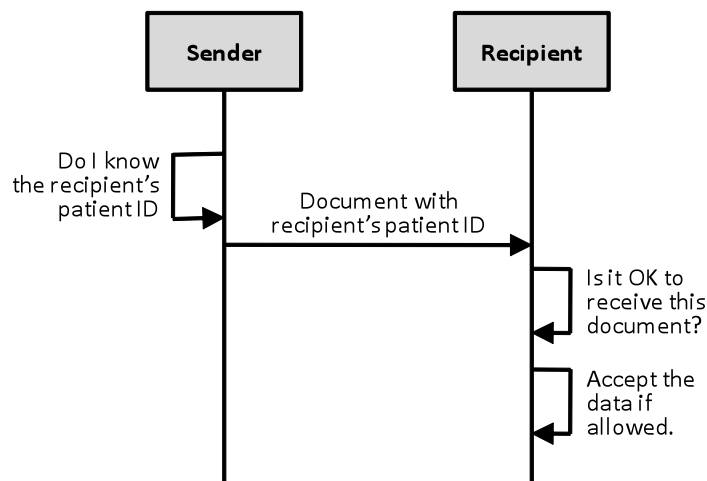 Sender
Recipient
Do I know
the recipient’s
patient ID
Document with
recipient’s patient ID
Is it OK to
receive this
document?
Accept the
data if
allowed.